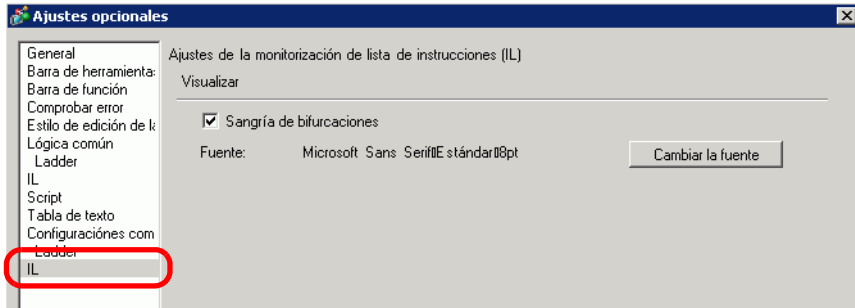 Ajustes opcionales
General
Barra de herramienta:
Barra de función
Comprobar error
Estilo de edición de la
Lógica común
Ladder
IL
Script
Tabla de texto
Configuraciónes com
Ladder
IL
Ajustes de la monitorización de lista de instrucciones (IL)
Visualizar
Sangría de bifurcaciones
Fuente: Microsoft Sans Serif▯Estándar▯8pt
Cambiar la fuente